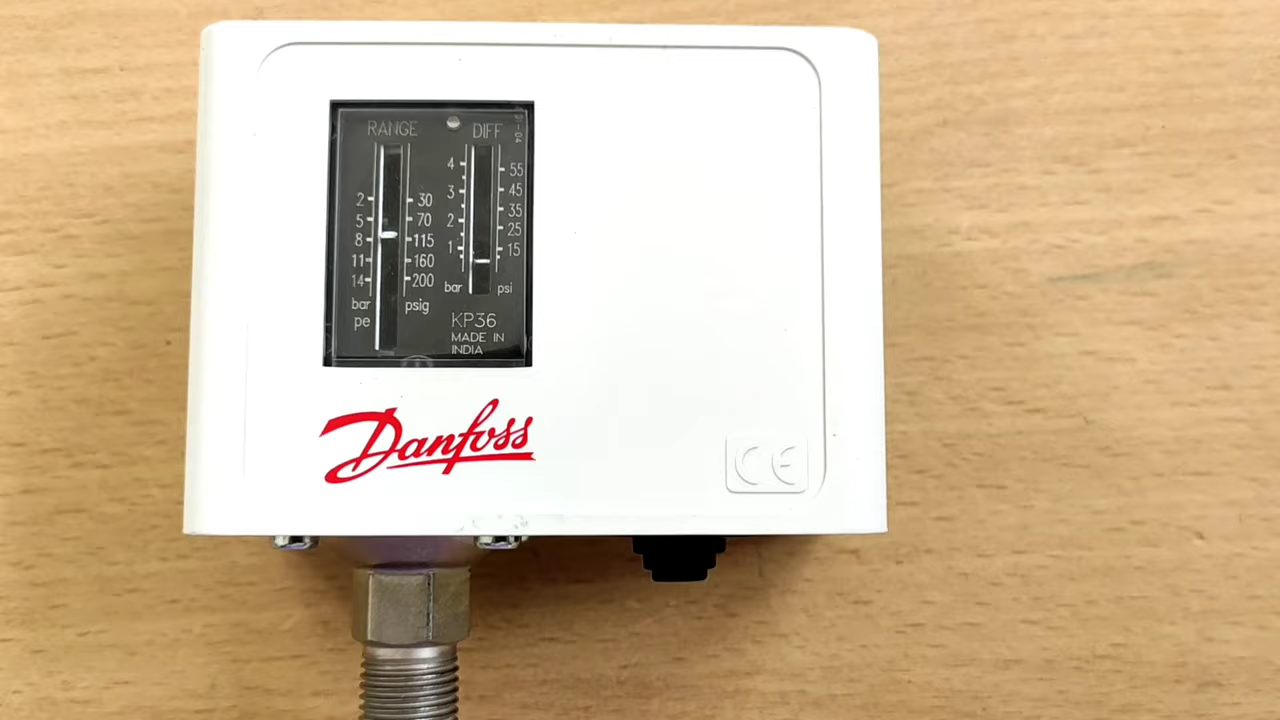 RANGE DIFF
4 55
3 45
2 30 35
5 70 2 25
8 115 1 15
11 160
14 200 bar psi
bar psig
pe KP36
MADE IN
INDIA
Danfoss
CE